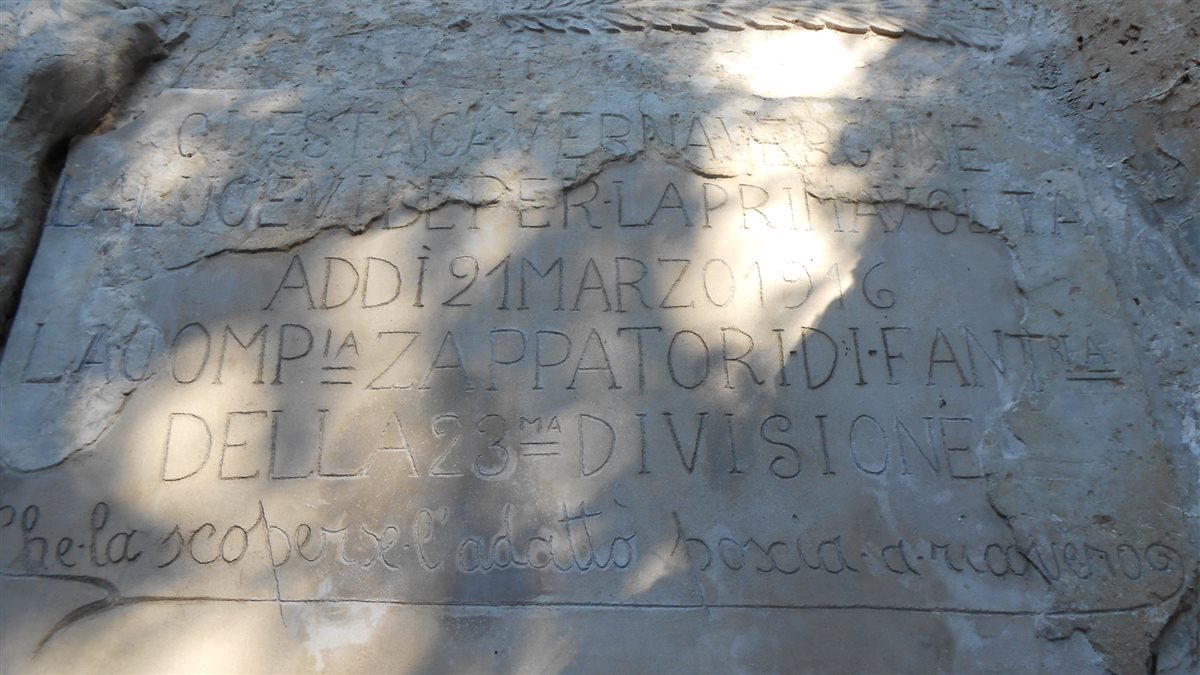 QUESTA CAVERNA VERGINE
LA LUCE VIDE PER·LA PRIMA VOLTA
ADDÌ 21 MARZO 1916
LA COMPᴵᴬ ZAPPATORI·DI·FANTᴿᴵᴬ
DELLA 23ᴹᴬ DIVISIONE
Che·la scoperse·l'adattò poscia·a·ricovero